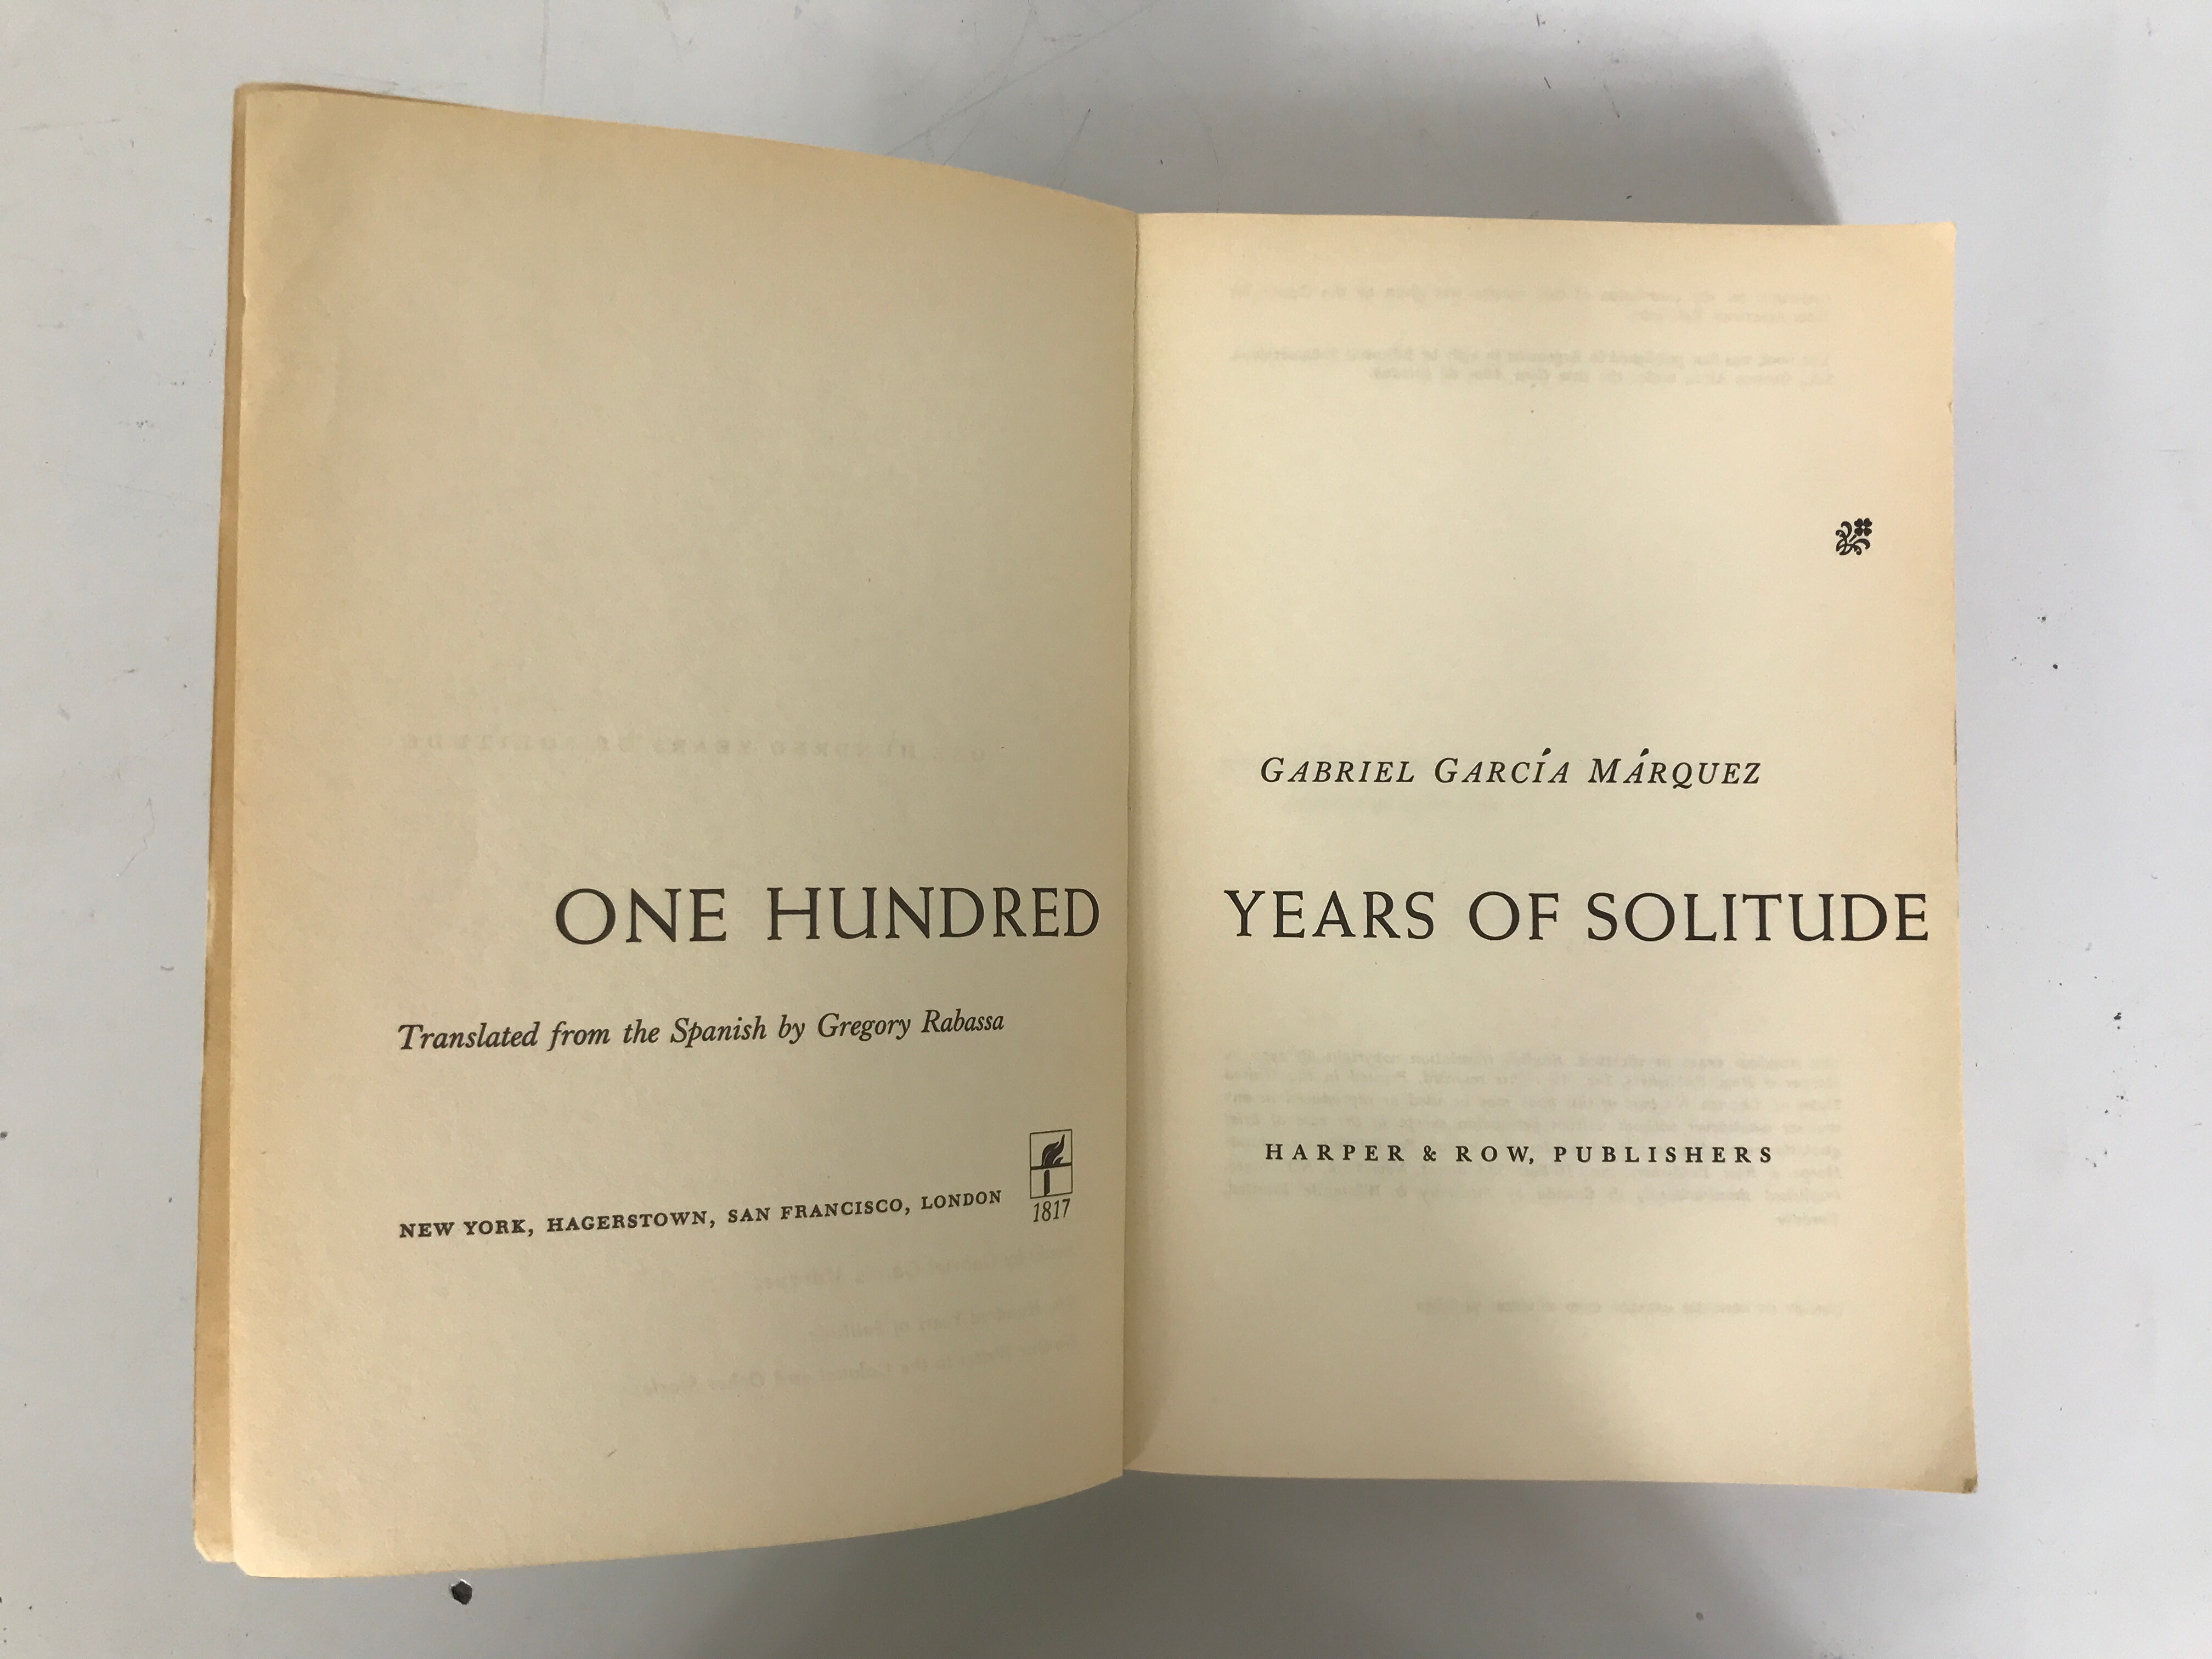 GABRIEL GARCÍA MÁRQUEZ
ONE HUNDRED YEARS OF SOLITUDE
Translated from the Spanish by Gregory Rabassa
HARPER & ROW, PUBLISHERS
NEW YORK, HAGERSTOWN, SAN FRANCISCO, LONDON
1817